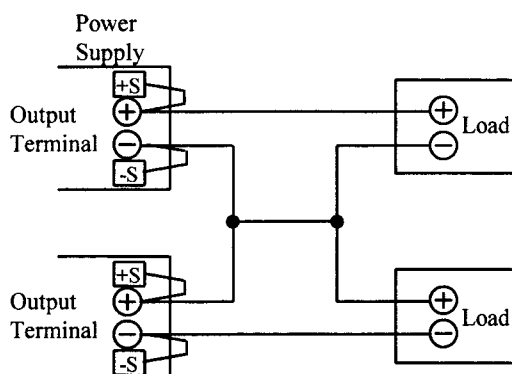 Power
Supply
+S
+
Output
Terminal
−
-S
+
Load
−
+S
+
Output
Terminal
−
-S
+
Load
−